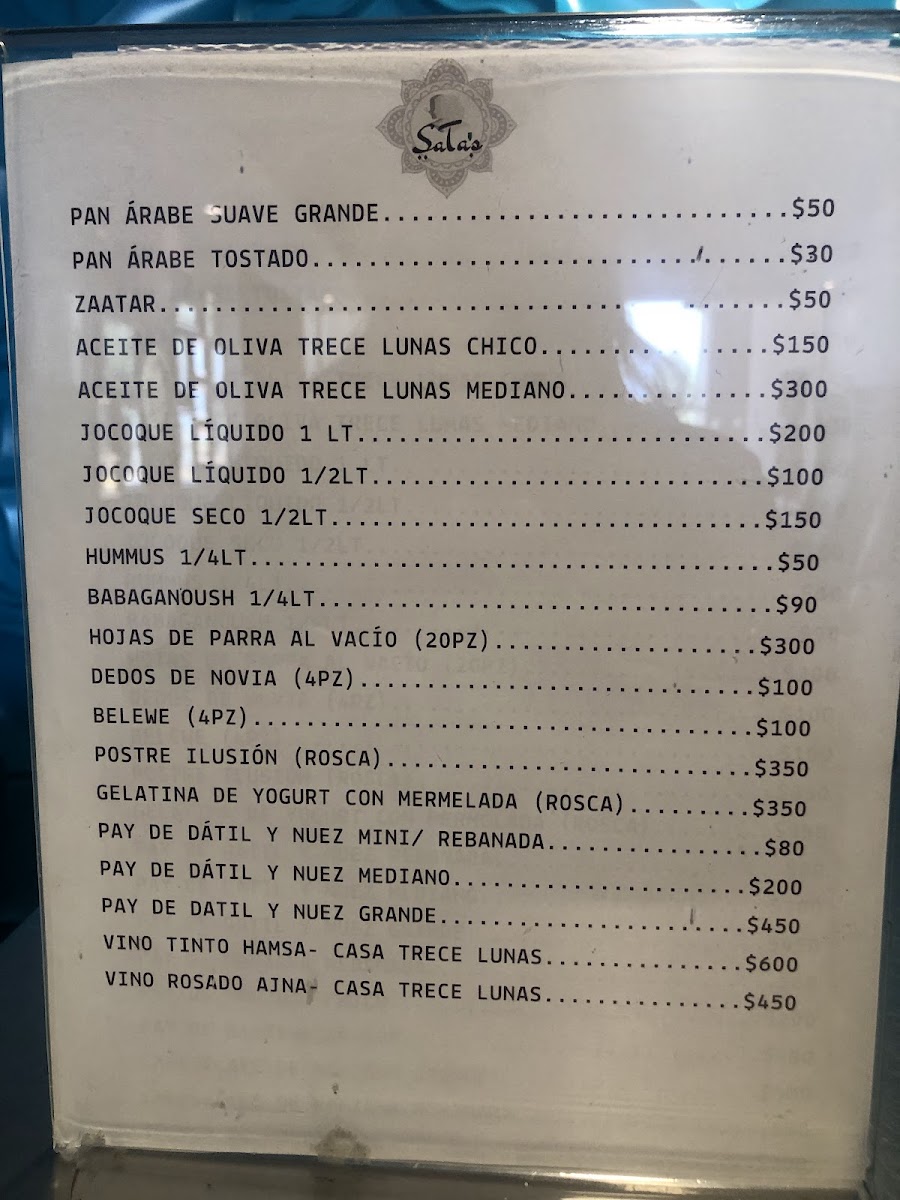 SaTa's
PAN ÁRABE SUAVE GRANDE.............................$50
PAN ÁRABE TOSTADO..................................$30
ZAATAR.............................................$50
ACEITE DE OLIVA TRECE LUNAS CHICO.................$150
ACEITE DE OLIVA TRECE LUNAS MEDIANO...............$300
JOCOQUE LÍQUIDO 1 LT..............................$200
JOCOQUE LÍQUIDO 1/2LT.............................$100
JOCOQUE SECO 1/2LT................................$150
HUMMUS 1/4LT.......................................$50
BABAGANOUSH 1/4LT..................................$90
HOJAS DE PARRA AL VACÍO (20PZ)....................$300
DEDOS DE NOVIA (4PZ)..............................$100
BELEWE (4PZ)......................................$100
POSTRE ILUSIÓN (ROSCA)............................$350
GELATINA DE YOGURT CON MERMELADA (ROSCA).........$350
PAY DE DÁTIL Y NUEZ MINI/ REBANADA................$80
PAY DE DÁTIL Y NUEZ MEDIANO......................$200
PAY DE DATIL Y NUEZ GRANDE.......................$450
VINO TINTO HAMSA- CASA TRECE LUNAS...............$600
VINO ROSADO AJNA- CASA TRECE LUNAS...............$450